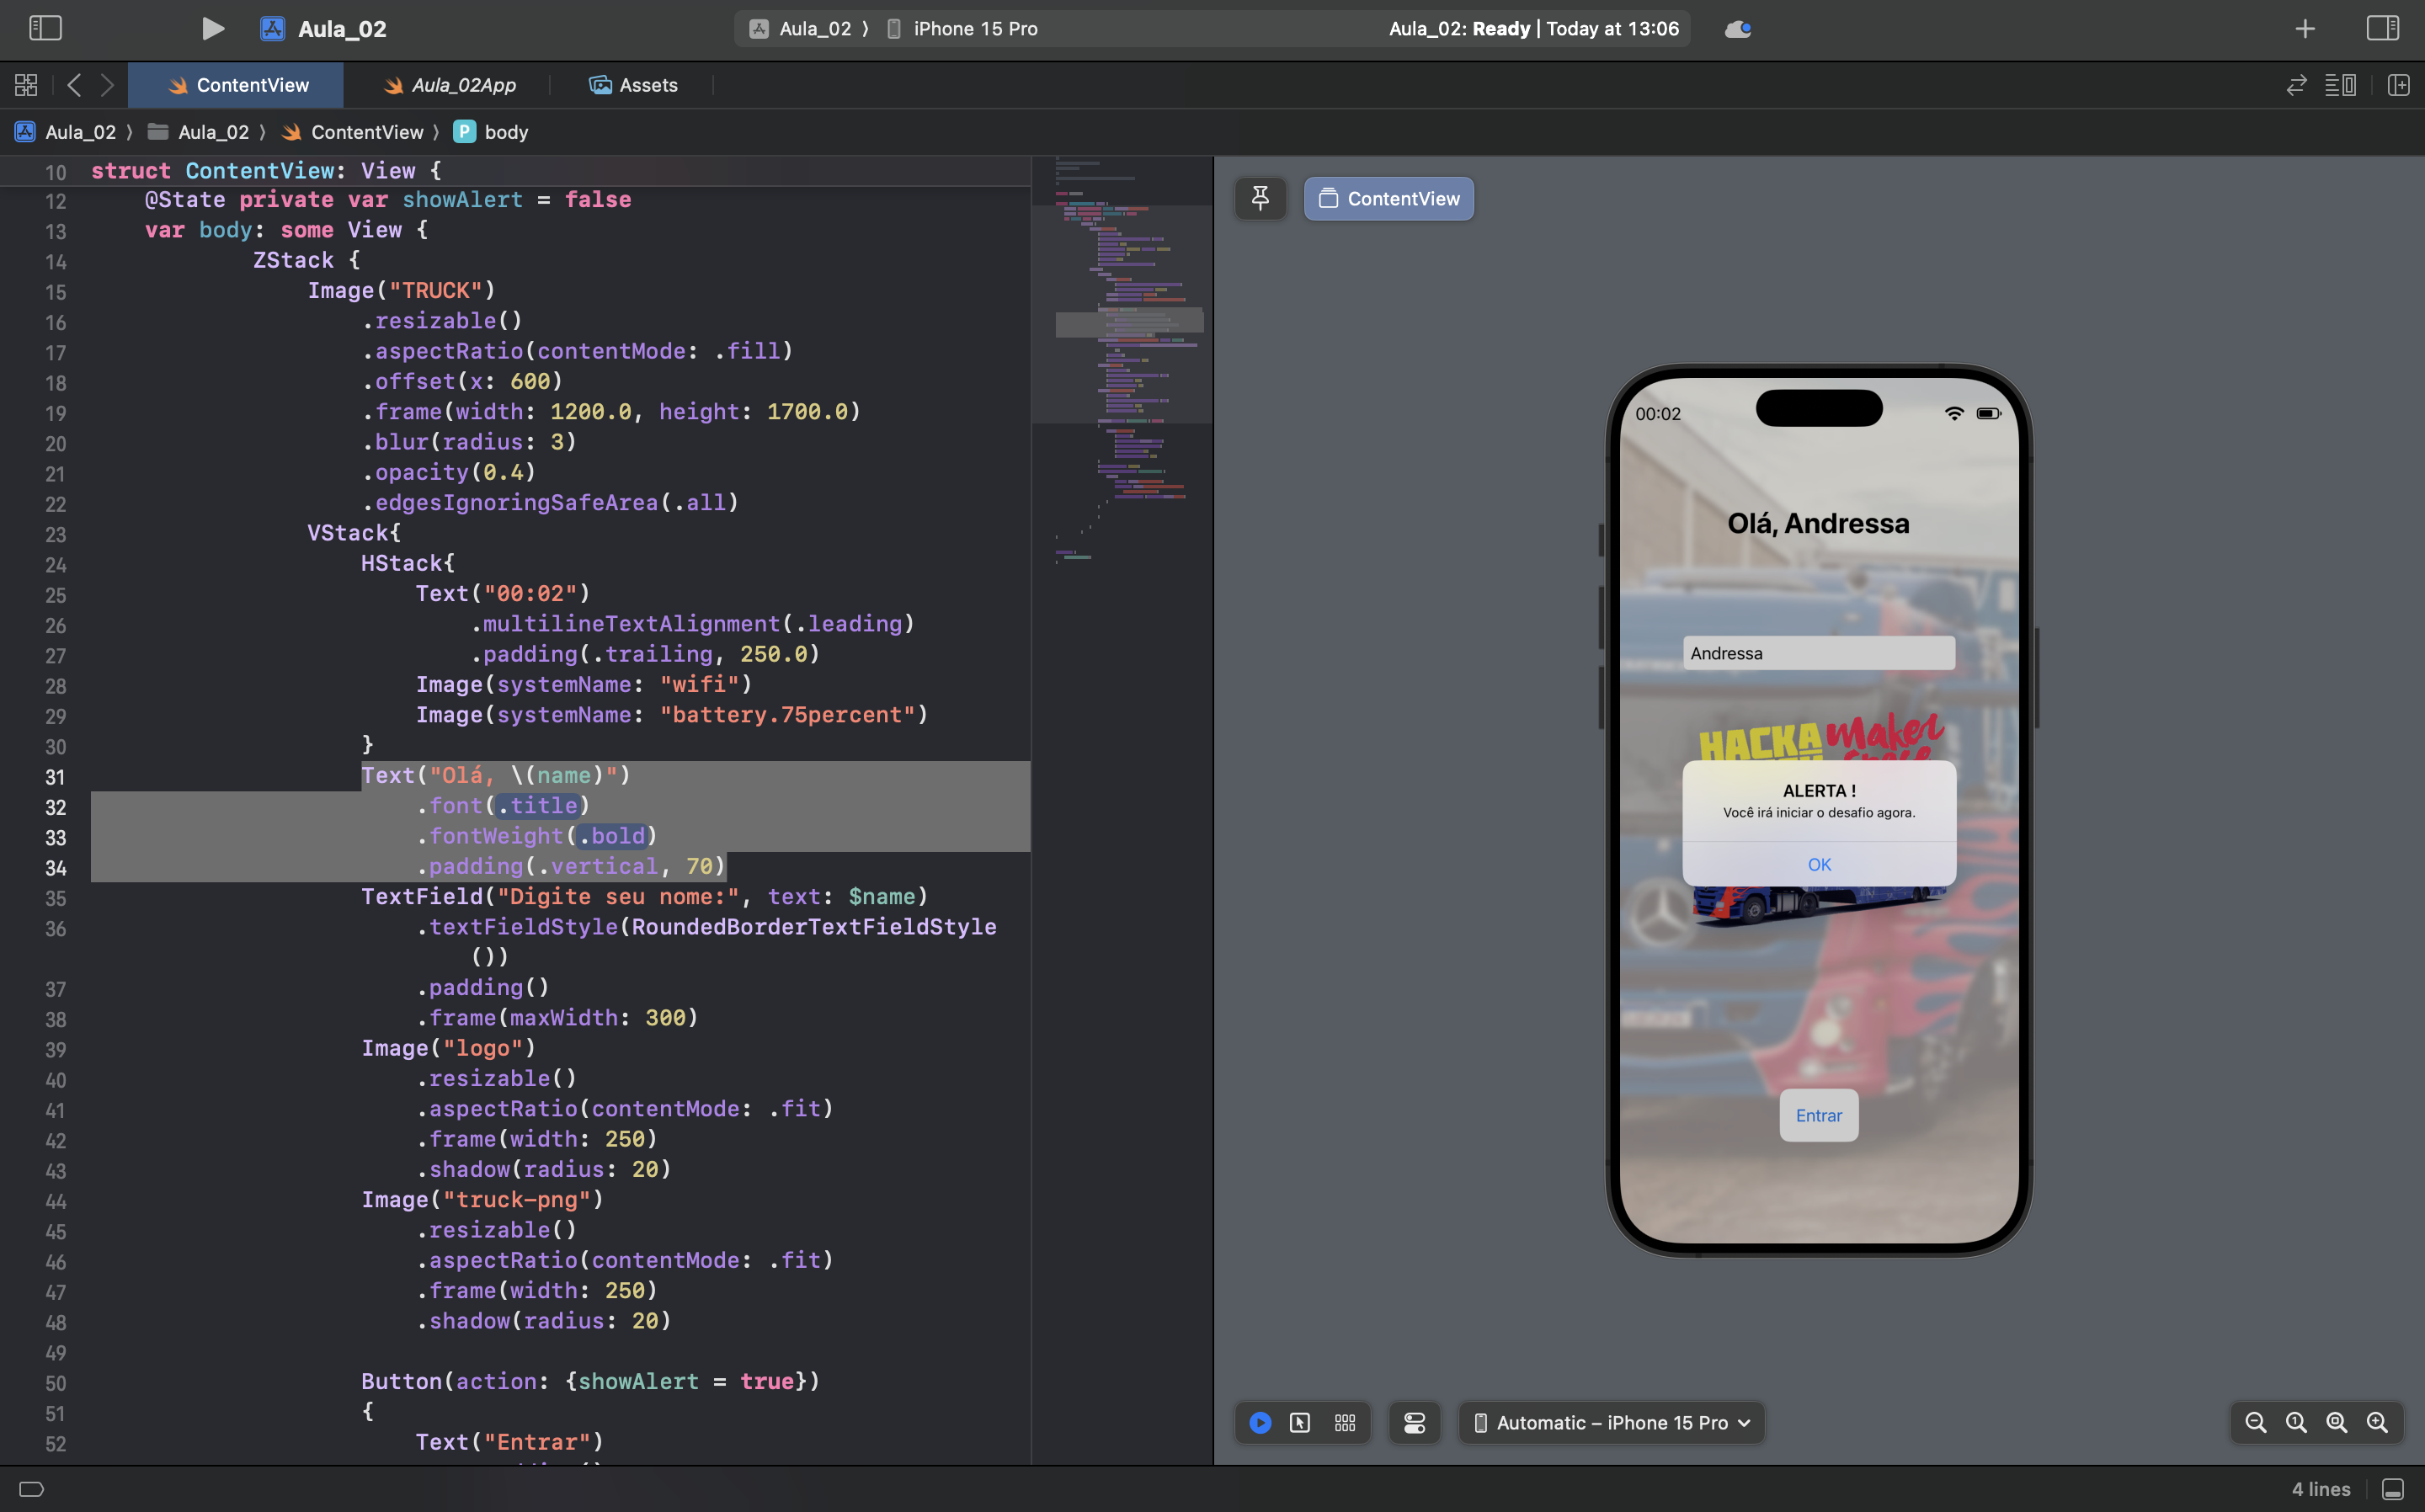 Aula_02
Aula_02 〉 iPhone 15 Pro
Aula_02: Ready | Today at 13:06
ContentView
Aula_02App
Assets
Aula_02 〉 Aula_02 〉 ContentView 〉 P body
10 struct ContentView: View {
12 @State private var showAlert = false
13 var body: some View {
14 ZStack {
15 Image("TRUCK")
16 .resizable()
17 .aspectRatio(contentMode: .fill)
18 .offset(x: 600)
19 .frame(width: 1200.0, height: 1700.0)
20 .blur(radius: 3)
21 .opacity(0.4)
22 .edgesIgnoringSafeArea(.all)
23 VStack{
24 HStack{
25 Text("00:02")
26 .multilineTextAlignment(.leading)
27 .padding(.trailing, 250.0)
28 Image(systemName: "wifi")
29 Image(systemName: "battery.75percent")
30 }
31 Text("Olá, \(name)")
32 .font(.title)
33 .fontWeight(.bold)
34 .padding(.vertical, 70)
35 TextField("Digite seu nome:", text: $name)
36 .textFieldStyle(RoundedBorderTextFieldStyle
())
37 .padding()
38 .frame(maxWidth: 300)
39 Image("logo")
40 .resizable()
41 .aspectRatio(contentMode: .fit)
42 .frame(width: 250)
43 .shadow(radius: 20)
44 Image("truck-png")
45 .resizable()
46 .aspectRatio(contentMode: .fit)
47 .frame(width: 250)
48 .shadow(radius: 20)
49
50 Button(action: {showAlert = true})
51 {
52 Text("Entrar")
ContentView
00:02
Olá, Andressa
Andressa
HACKA Maker
ALERTA !
Você irá iniciar o desafio agora.
OK
Entrar
Automatic – iPhone 15 Pro
4 lines